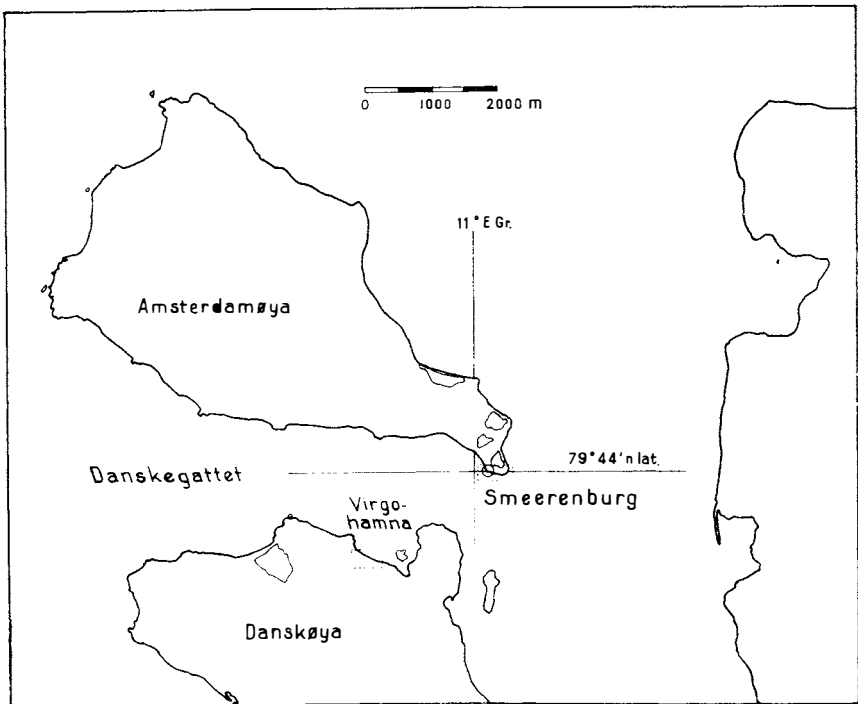 0 1000 2000 m
11° E Gr.
Amsterdamøya
79°44'n lat.
Danskegattet
Smeerenburg
Virgo-
hamna
Danskøya